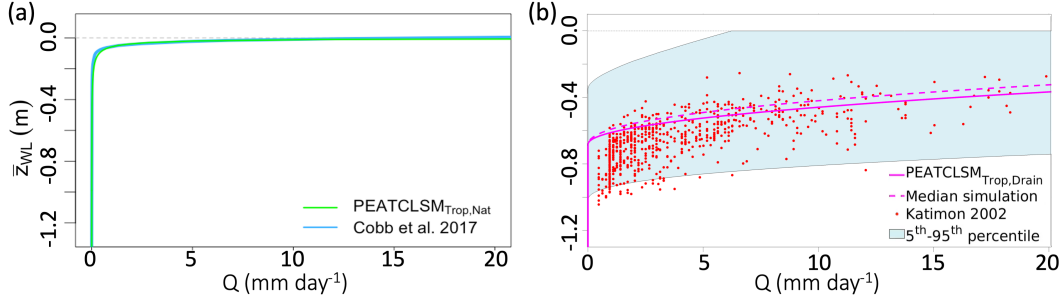 (a)
0.0
-0.4
-0.8
-1.2
z̅WL (m)
PEATCLSMTrop,Nat
Cobb et al. 2017
0
5
10
15
20
Q (mm day-1)
(b)
0.0
-0.4
-0.8
-1.2
PEATCLSMTrop,Drain
Median simulation
Katimon 2002
5th-95th percentile
0
5
10
15
20
Q (mm day-1)